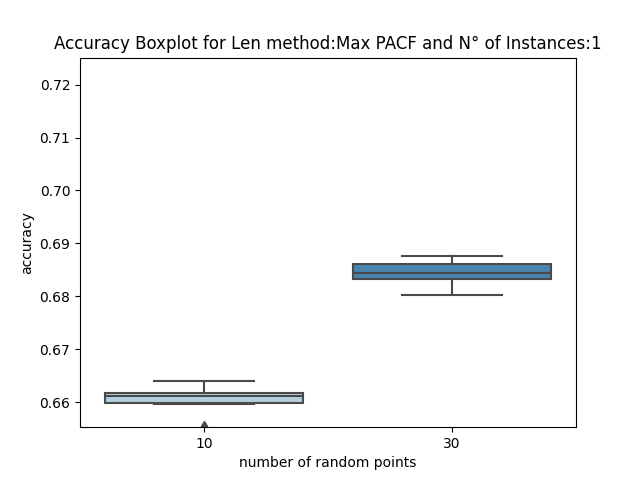 Accuracy Boxplot for Len method:Max PACF and N° of Instances:1
0.72
0.71
0.70
0.69
0.68
0.67
0.66
accuracy
10 30
number of random points